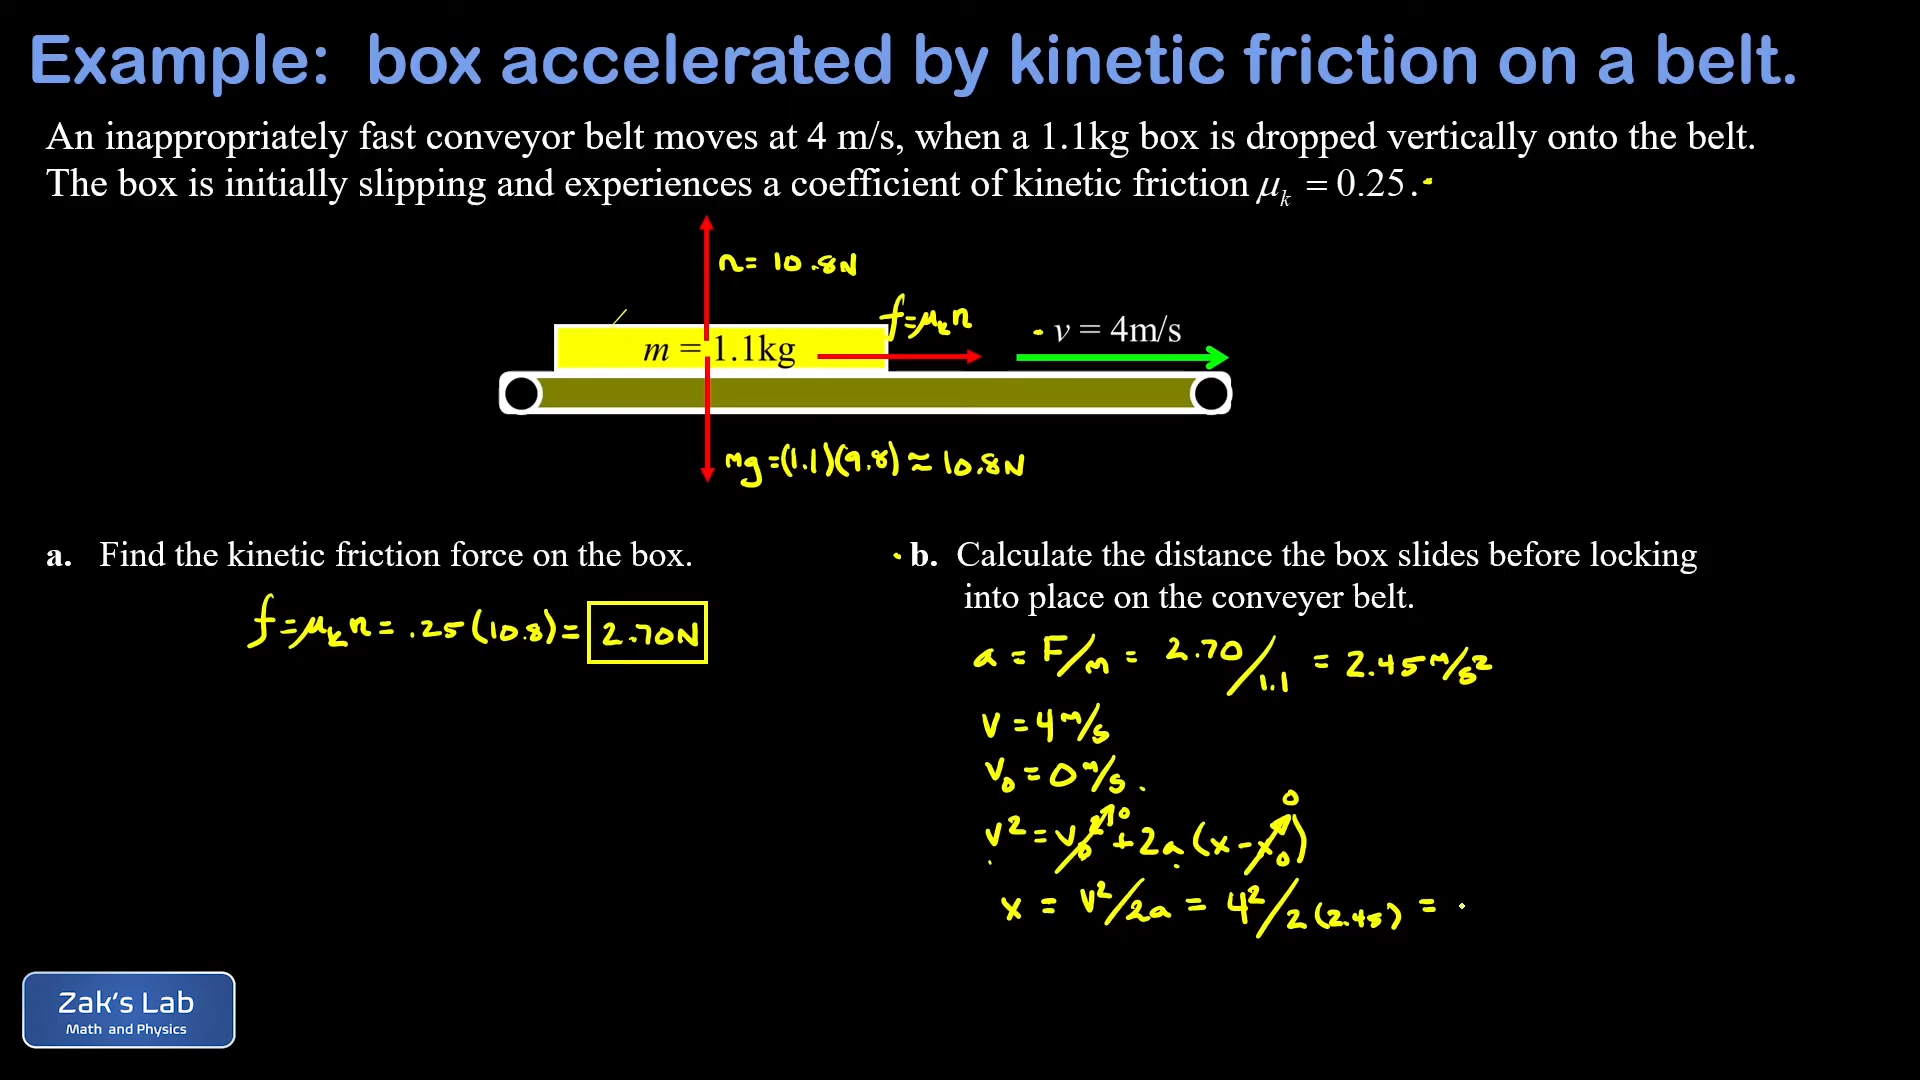 Example: box accelerated by kinetic friction on a belt.
An inappropriately fast conveyor belt moves at 4 m/s, when a 1.1kg box is dropped vertically onto the belt.
The box is initially slipping and experiences a coefficient of kinetic friction μₖ = 0.25.
n = 10.8N
f = μₖn
v = 4m/s
m = 1.1kg
mg = (1.1)(9.8) ≈ 10.8N
a. Find the kinetic friction force on the box.
f = μₖn = .25(10.8) = 2.70N
b. Calculate the distance the box slides before locking
into place on the conveyer belt.
a = F/m = 2.70/1.1 = 2.45 m/s²
v = 4 m/s
v₀ = 0 m/s
0 0
v² = v₀² + 2a(x - x₀)
x = v²/2a = 4²/2(2.45) =
Zak's Lab
Math and Physics